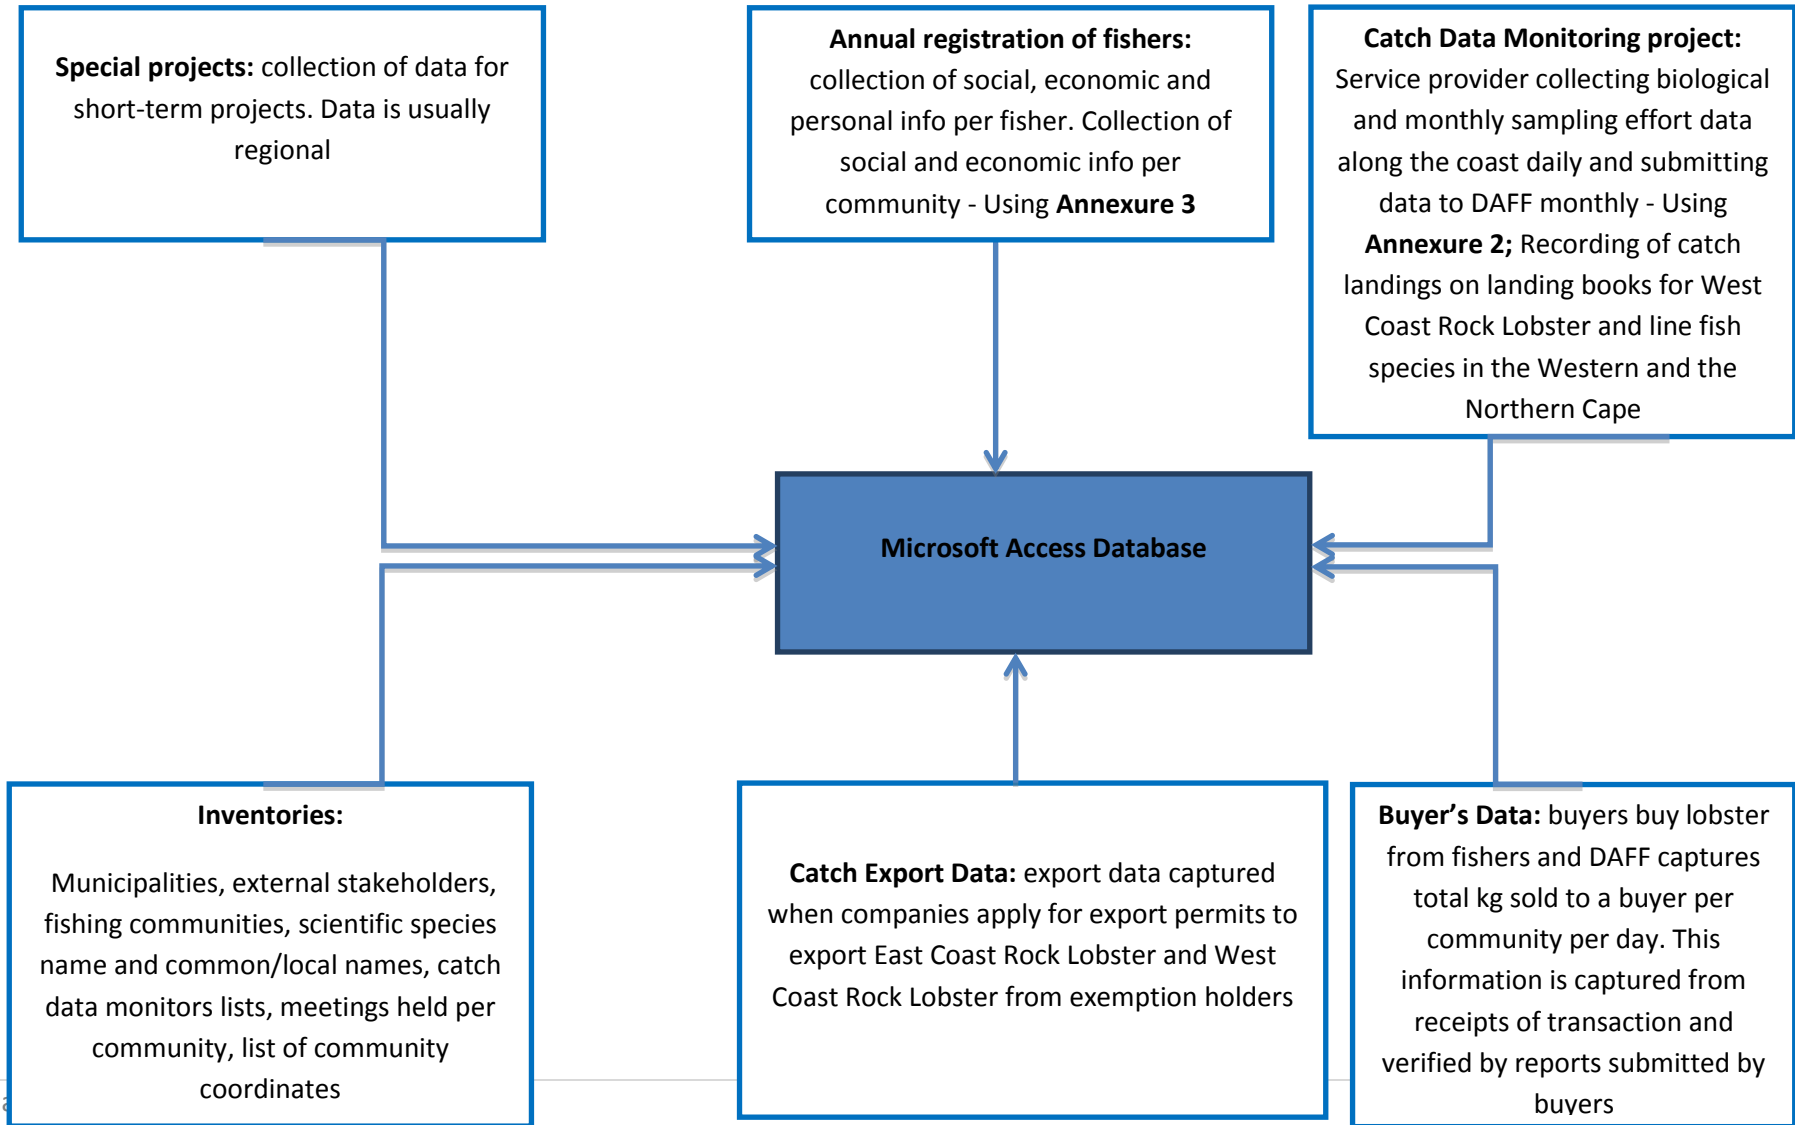 Special projects: collection of data for
short-term projects. Data is usually
regional
Annual registration of fishers:
collection of social, economic and
personal info per fisher. Collection of
social and economic info per
community - Using Annexure 3
Catch Data Monitoring project:
Service provider collecting biological
and monthly sampling effort data
along the coast daily and submitting
data to DAFF monthly - Using
Annexure 2; Recording of catch
landings on landing books for West
Coast Rock Lobster and line fish
species in the Western and the
Northern Cape
Microsoft Access Database
Inventories:
Municipalities, external stakeholders,
fishing communities, scientific species
name and common/local names, catch
data monitors lists, meetings held per
community, list of community
coordinates
Catch Export Data: export data captured
when companies apply for export permits to
export East Coast Rock Lobster and West
Coast Rock Lobster from exemption holders
Buyer’s Data: buyers buy lobster
from fishers and DAFF captures
total kg sold to a buyer per
community per day. This
information is captured from
receipts of transaction and
verified by reports submitted by
buyers